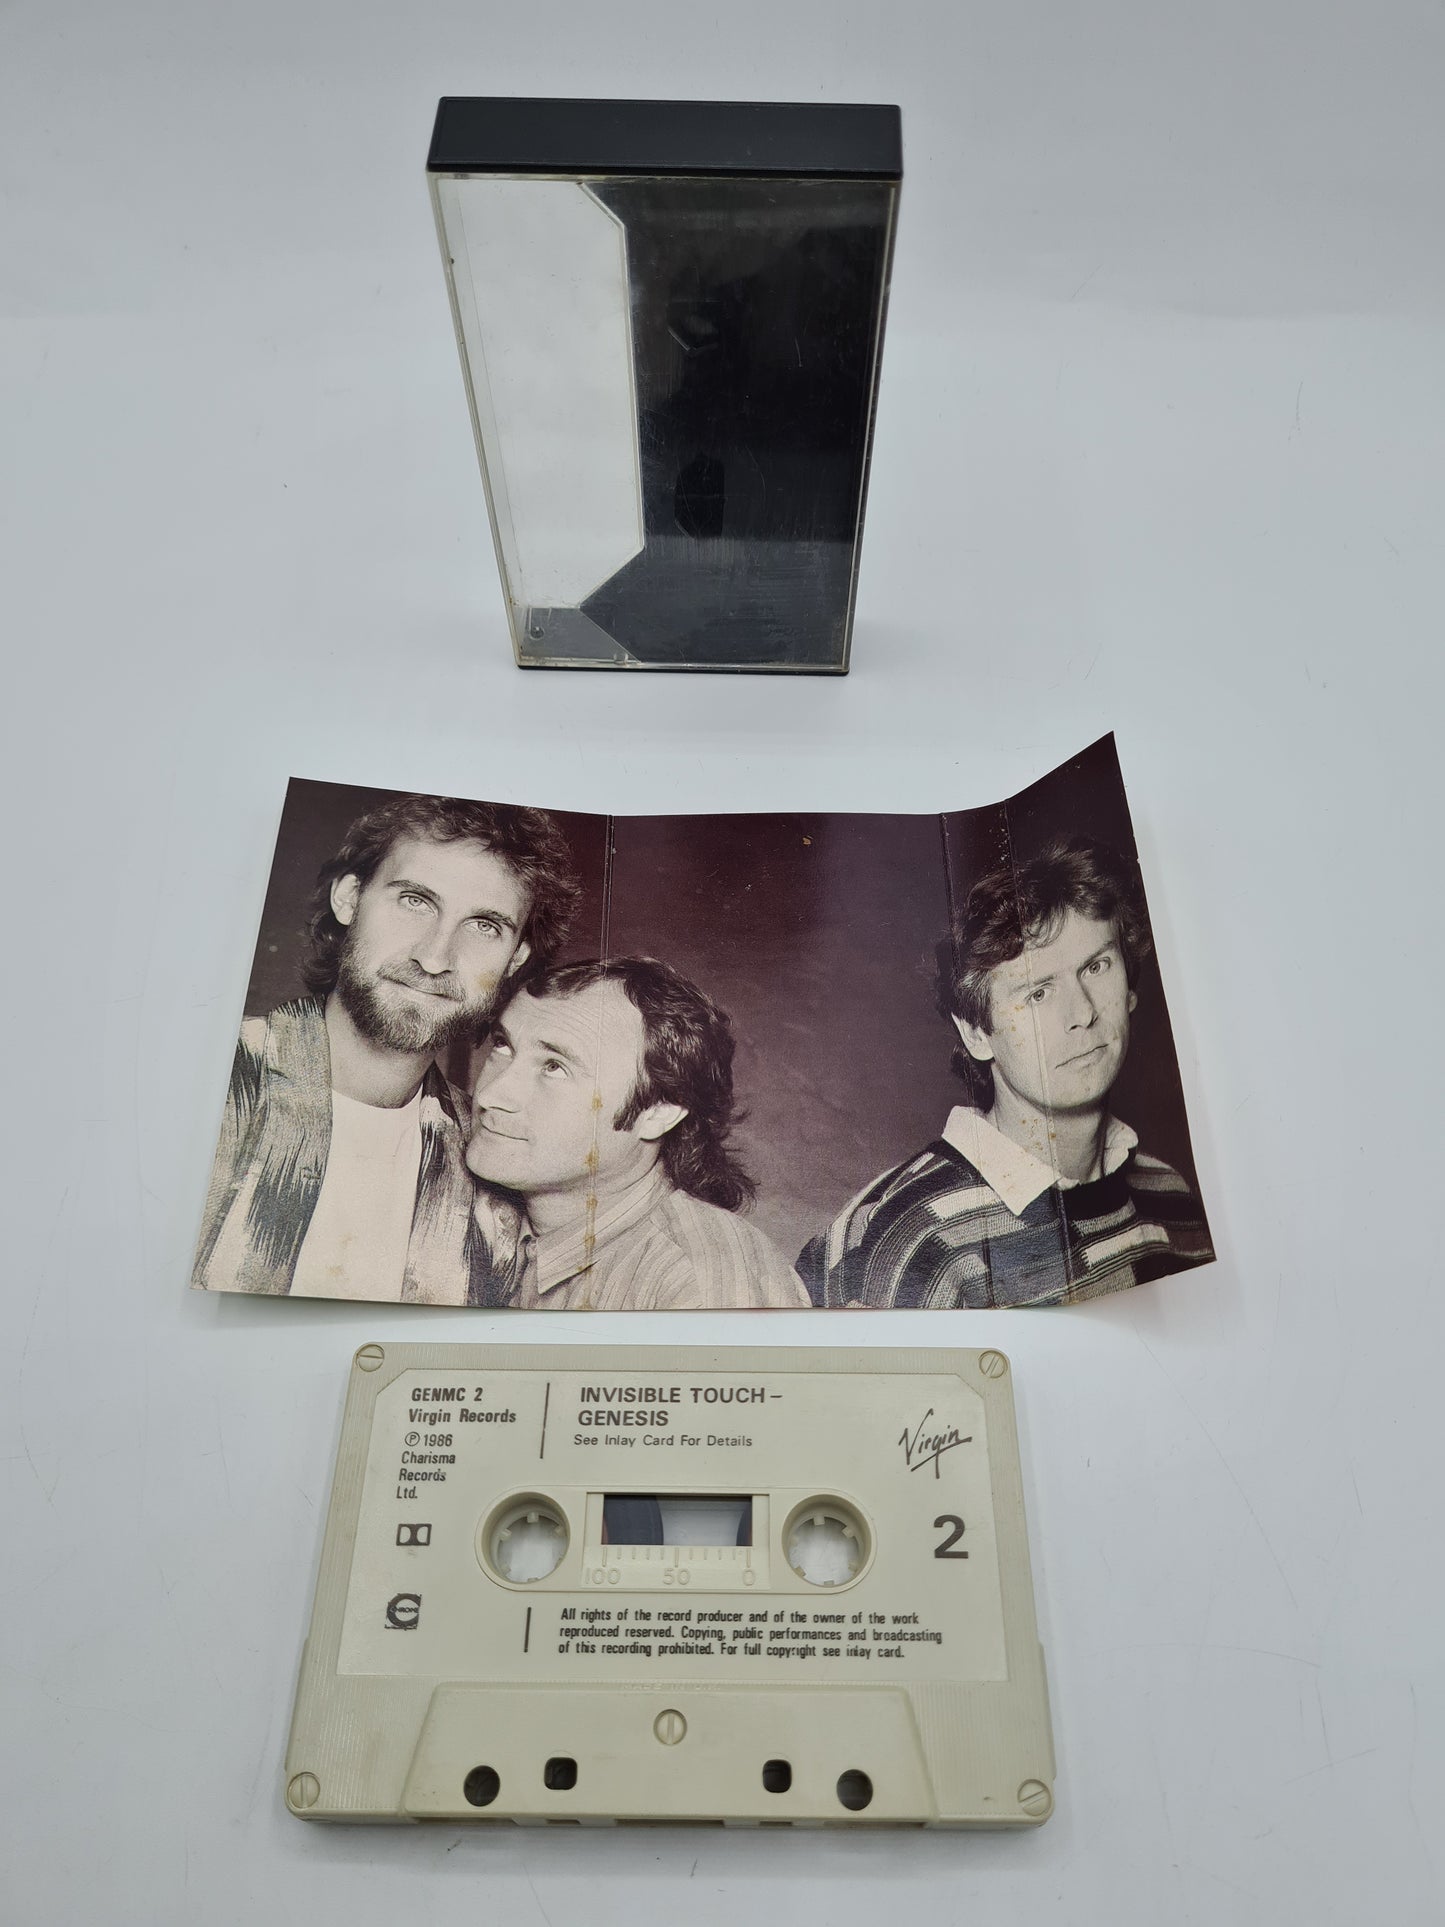 GENMC 2
Virgin Records
Ⓟ 1986
Charisma
Records
Ltd.
INVISIBLE TOUCH –
GENESIS
See Inlay Card For Details
Virgin
2
100 50 0
All rights of the record producer and of the owner of the work
reproduced reserved. Copying, public performances and broadcasting
of this recording prohibited. For full copyright see inlay card.
MADE IN U.K.